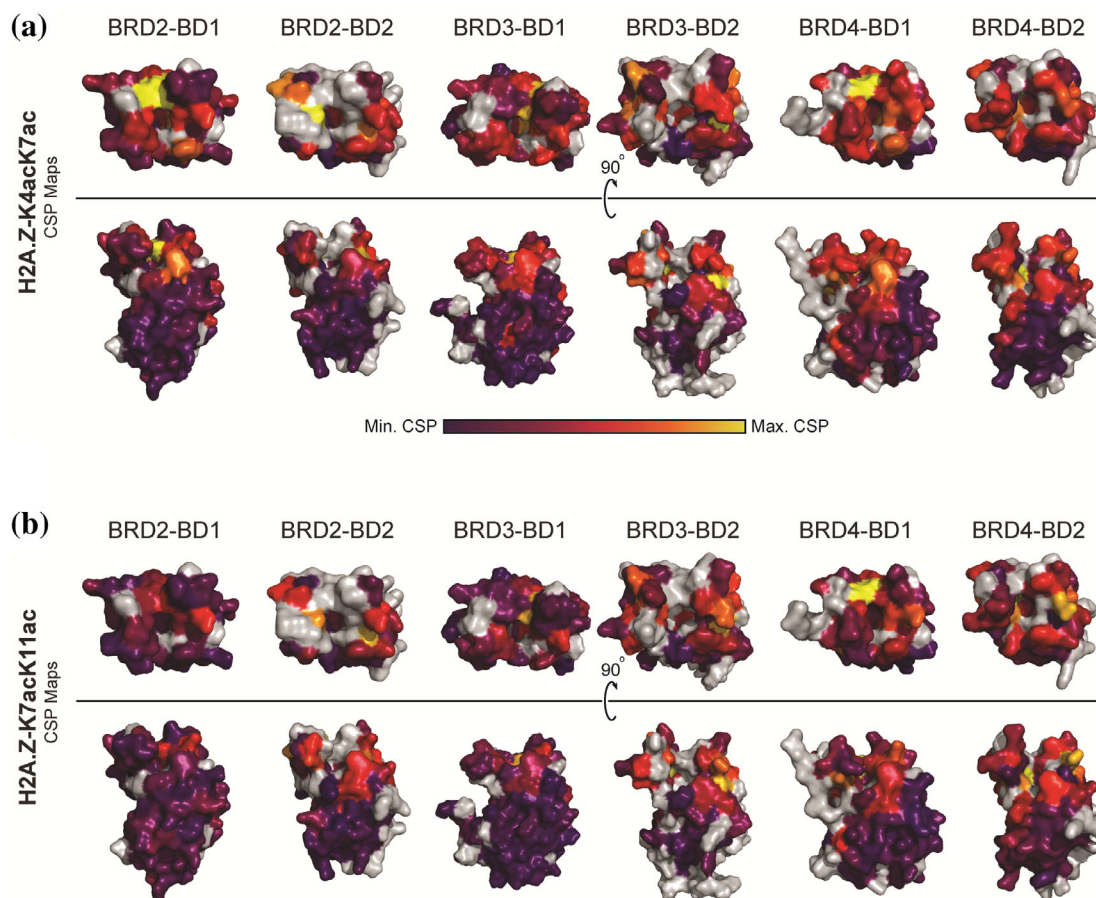 (a)
BRD2-BD1 BRD2-BD2 BRD3-BD1 BRD3-BD2 BRD4-BD1 BRD4-BD2
H2A.Z-K4acK7ac
CSP Maps
90°
Min. CSP Max. CSP
(b)
BRD2-BD1 BRD2-BD2 BRD3-BD1 BRD3-BD2 BRD4-BD1 BRD4-BD2
H2A.Z-K7acK11ac
CSP Maps
90°